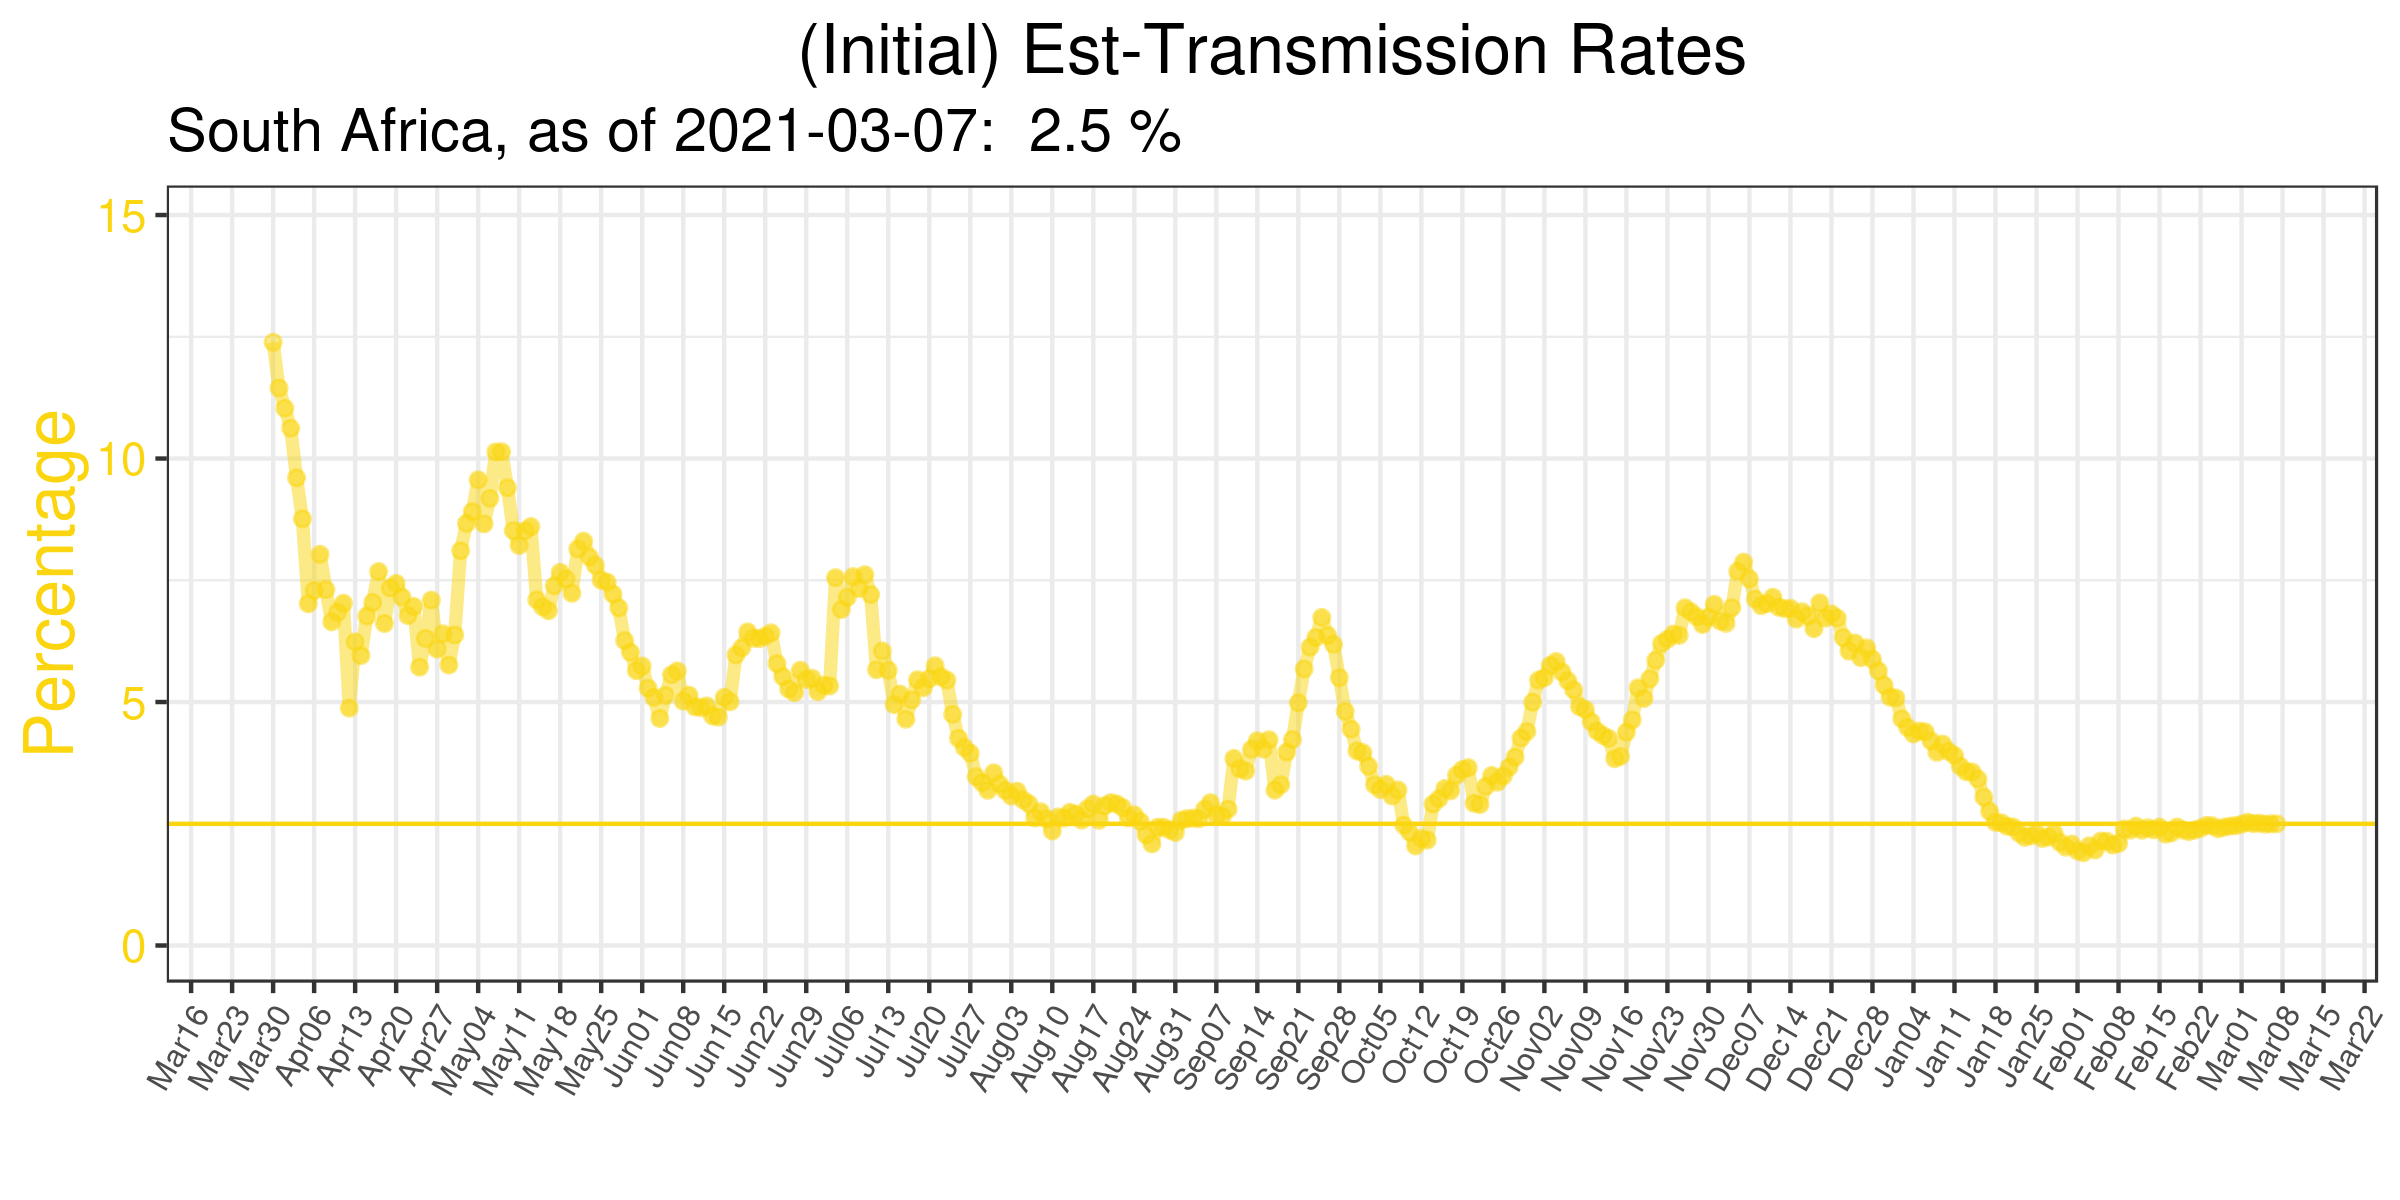 (Initial) Est-Transmission Rates
South Africa, as of 2021-03-07: 2.5 %
Percentage
15
10
5
0
Mar16
Mar23
Mar30
Apr06
Apr13
Apr20
Apr27
May04
May11
May18
May25
Jun01
Jun08
Jun15
Jun22
Jun29
Jul06
Jul13
Jul20
Jul27
Aug03
Aug10
Aug17
Aug24
Aug31
Sep07
Sep14
Sep21
Sep28
Oct05
Oct12
Oct19
Oct26
Nov02
Nov09
Nov16
Nov23
Nov30
Dec07
Dec14
Dec21
Dec28
Jan04
Jan11
Jan18
Jan25
Feb01
Feb08
Feb15
Feb22
Mar01
Mar08
Mar15
Mar22